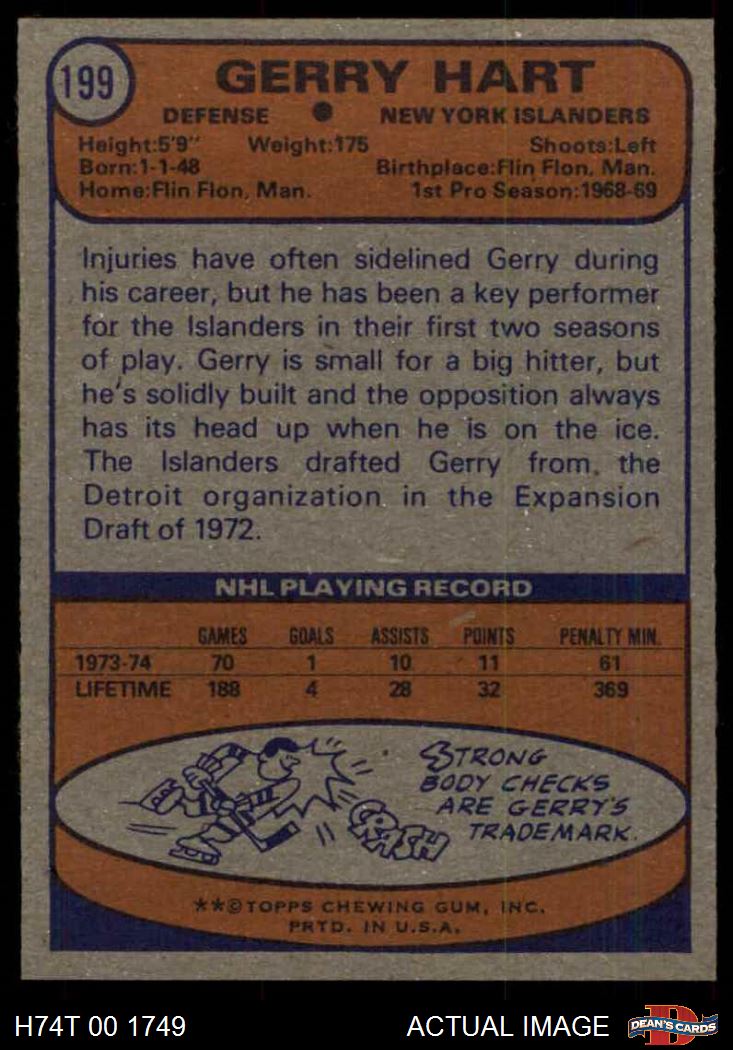 199
GERRY HART
DEFENSE ● NEW YORK ISLANDERS
Height:5'9" Weight:175 Shoots:Left
Born:1-1-48 Birthplace:Flin Flon, Man.
Home:Flin Flon, Man. 1st Pro Season:1968-69
Injuries have often sidelined Gerry during
his career, but he has been a key performer
for the Islanders in their first two seasons
of play. Gerry is small for a big hitter, but
he's solidly built and the opposition always
has its head up when he is on the ice.
The Islanders drafted Gerry from the
Detroit organization in the Expansion
Draft of 1972.
NHL PLAYING RECORD
GAMES GOALS ASSISTS POINTS PENALTY MIN.
1973-74 70 1 10 11 61
LIFETIME 188 4 28 32 369
STRONG
BODY CHECKS
ARE GERRY'S
TRADEMARK.
CRASH
**©TOPPS CHEWING GUM, INC.
PRTD. IN U.S.A.
H74T 00 1749 ACTUAL IMAGE D DEAN'S CARDS